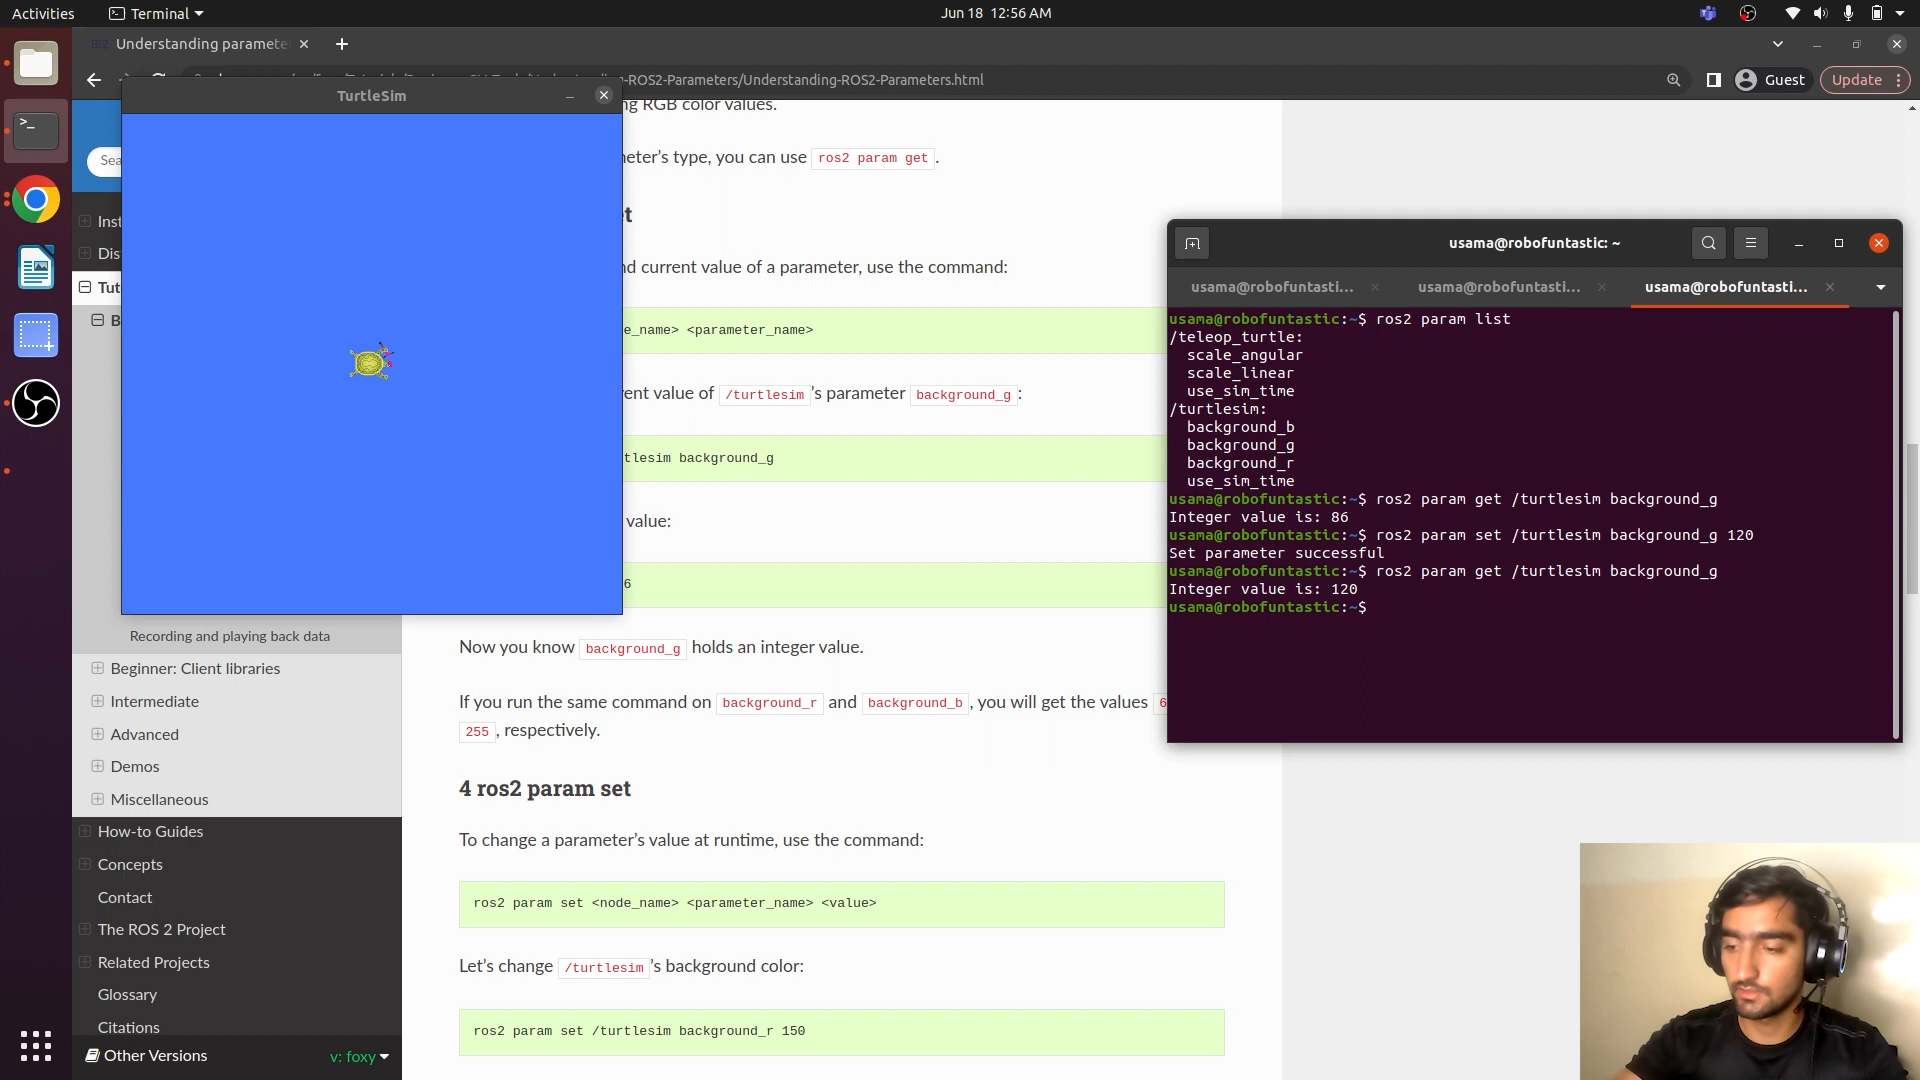 Activities
Terminal
Jun 18 12:56 AM
Understanding paramete
-ROS2-Parameters/Understanding-ROS2-Parameters.html
Guest
Update
TurtleSim
ng RGB color values.
Sea
neter’s type, you can use ros2 param get.
Inst
Dis
Tut
B
nd current value of a parameter, use the command:
e_name> <parameter_name>
rent value of /turtlesim’s parameter background_g:
tlesim background_g
value:
6
Now you know background_g holds an integer value.
If you run the same command on background_r and background_b, you will get the values 6
255, respectively.
4 ros2 param set
To change a parameter’s value at runtime, use the command:
ros2 param set <node_name> <parameter_name> <value>
Let’s change /turtlesim’s background color:
ros2 param set /turtlesim background_r 150
Recording and playing back data
Beginner: Client libraries
Intermediate
Advanced
Demos
Miscellaneous
How-to Guides
Concepts
Contact
The ROS 2 Project
Related Projects
Glossary
Citations
Other Versions
v: foxy
usama@robofuntastic: ~
usama@robofuntasti...
usama@robofuntasti...
usama@robofuntasti...
usama@robofuntastic:~$ ros2 param list
/teleop_turtle:
scale_angular
scale_linear
use_sim_time
/turtlesim:
background_b
background_g
background_r
use_sim_time
usama@robofuntastic:~$ ros2 param get /turtlesim background_g
Integer value is: 86
usama@robofuntastic:~$ ros2 param set /turtlesim background_g 120
Set parameter successful
usama@robofuntastic:~$ ros2 param get /turtlesim background_g
Integer value is: 120
usama@robofuntastic:~$